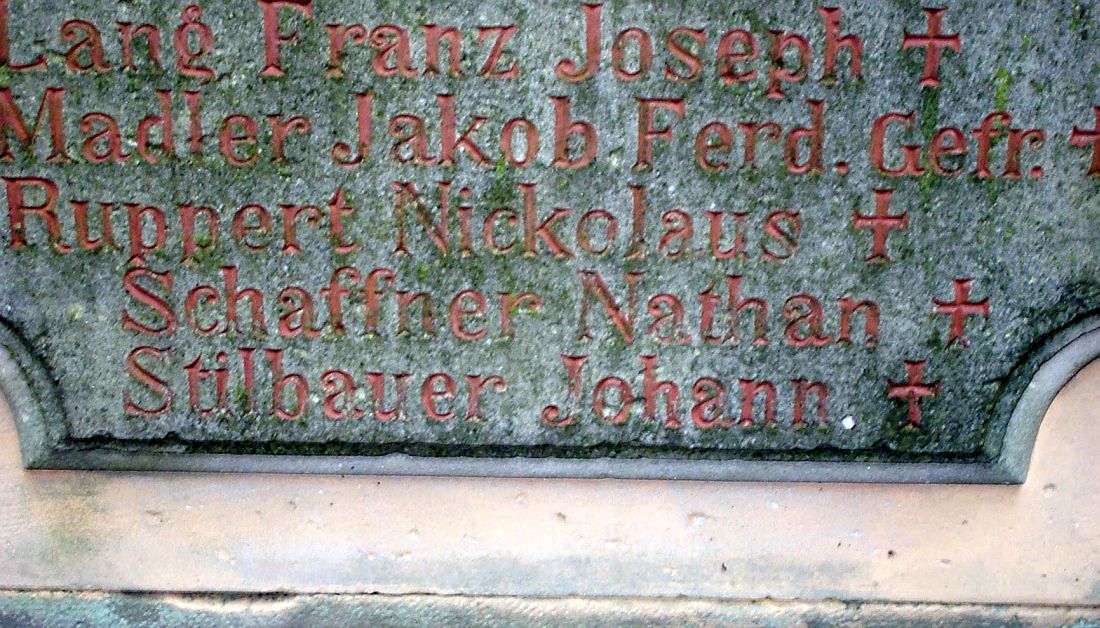 Lang Franz Joseph ✝
Madler Jakob Ferd. Gefr. ✝
Ruppert Nickolaus ✝
Schaffner Nathan ✝
Stilbauer Johann ✝